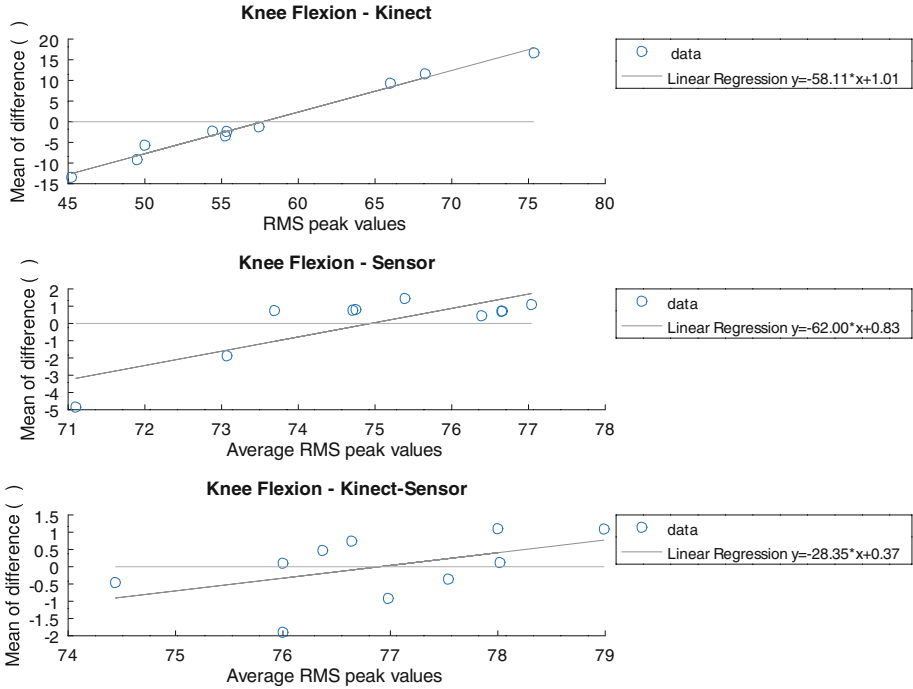 Knee Flexion - Kinect
Mean of difference ( )
20
15
10
5
0
-5
-10
-15
45 50 55 60 65 70 75 80
RMS peak values
data
Linear Regression y=-58.11*x+1.01
Knee Flexion - Sensor
Mean of difference ( )
2
1
0
-1
-2
-3
-4
-5
71 72 73 74 75 76 77 78
Average RMS peak values
data
Linear Regression y=-62.00*x+0.83
Knee Flexion - Kinect-Sensor
Mean of difference ( )
1.5
1
0.5
0
-0.5
-1
-1.5
-2
74 75 76 77 78 79
Average RMS peak values
data
Linear Regression y=-28.35*x+0.37